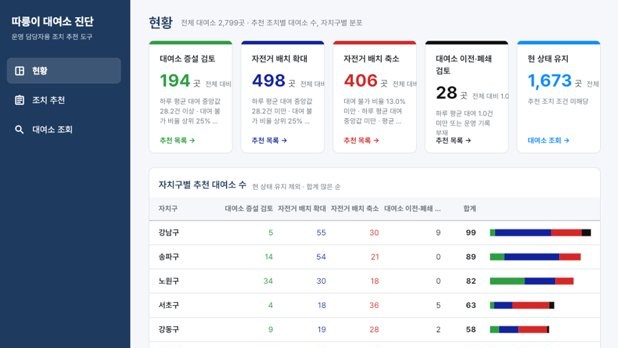 따릉이 대여소 진단
운영 담당자용 조치 추천 도구
현황
조치 추천
대여소 조회
현황 전체 대여소 2,799곳 · 추천 조치별 대여소 수, 자치구별 분포
대여소 증설 검토
194 곳 전체 대비
하루 평균 대여 중앙값
28.2건 이상 · 대여 불
가 비율 상위 25% ...
추천 목록 →
자전거 배치 확대
498 곳 전체 대비
하루 평균 대여 중앙값
28.2건 미만 · 대여 불
가 비율 상위 25% ...
추천 목록 →
자전거 배치 축소
406 곳 전체 대비
대여 불가 비율 13.0%
미만 · 하루 평균 대여
중앙값 미만 · 평균 ...
추천 목록 →
대여소 이전·폐쇄
검토
28 곳 전체 대비 1.0
하루 평균 대여 1.0건
미만 또는 운영 기록
부재
추천 목록 →
현 상태 유지
1,673 곳 전체
추천 조치 조건 미해당
대여소 조회 →
자치구별 추천 대여소 수 현 상태 유지 제외 · 합계 많은 순
자치구 대여소 증설 검토 자전거 배치 확대 자전거 배치 축소 대여소 이전·폐쇄 ... 합계
강남구 5 55 30 9 99
송파구 14 54 21 0 89
노원구 34 30 18 0 82
서초구 4 18 36 5 63
강동구 9 19 28 2 58